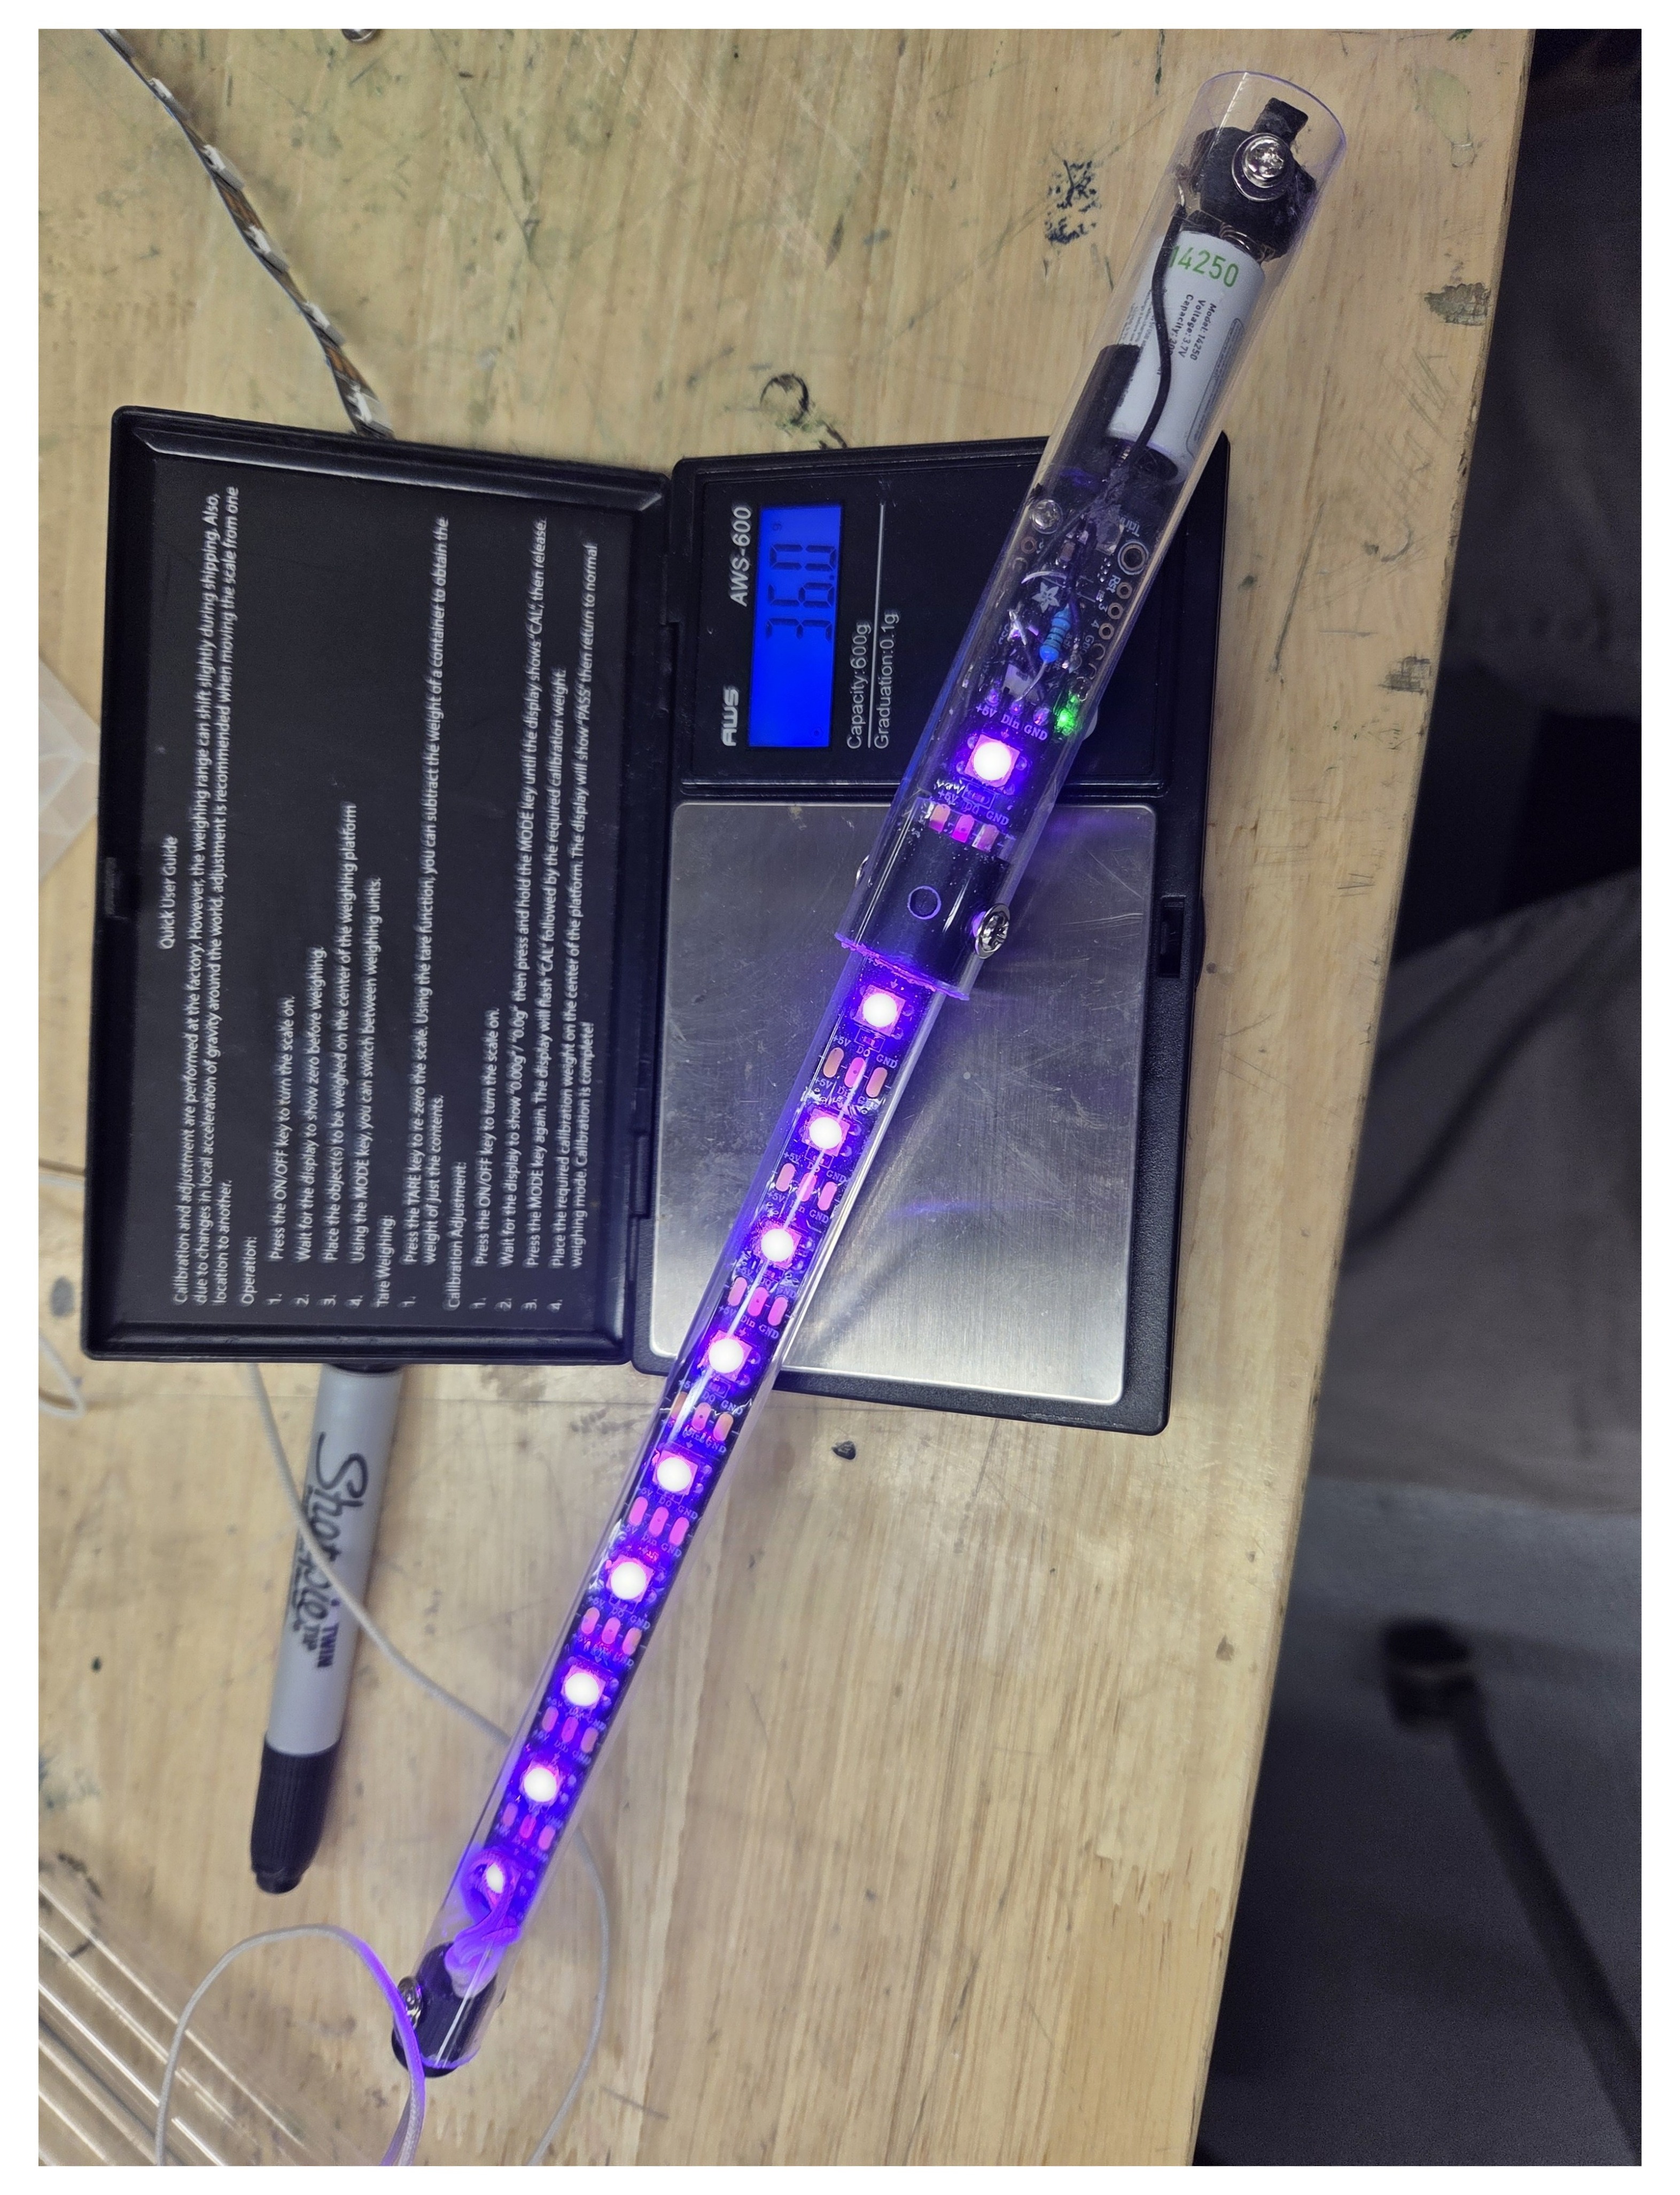 Quick User Guide
Calibration and adjustment are performed at the factory. However, the weighing range can shift slightly during shipping. Also,
due to changes in local acceleration of gravity around the world, adjustment is recommended when moving the scale from one
location to another.
Operation:
1. Press the ON/OFF key to turn the scale on.
2. Wait for the display to show zero before weighing.
3. Place the object(s) to be weighed on the center of the weighing platform
4. Using the MODE key, you can switch between weighing units.
Tare Weighing:
1. Press the TARE key to re-zero the scale. Using the tare function, you can subtract the weight of a container to obtain the
weight of just the contents.
Calibration Adjustment:
1. Press the ON/OFF key to turn the scale on.
2. Wait for the display to show "0.00g"/ "0.0g" then press and hold the MODE key until the display shows "CAL", then release.
3. Press the MODE key again. The display will flash "CAL" followed by the required calibration weight.
4. Place the required calibration weight on the center of the platform. The display will show "PASS" then return to normal
weighing mode. Calibration is complete!
Sharpie
TWIN TIP
AWS AWS-600
36.0 g
Capacity:600g
Graduation:0.1g
+5V DO GND
+5V Din GND
14250
Model: 14250
Voltage: 3.7V
Capacity: